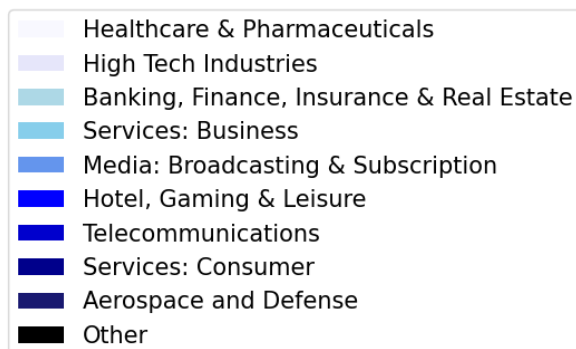 Healthcare & Pharmaceuticals
High Tech Industries
Banking, Finance, Insurance & Real Estate
Services: Business
Media: Broadcasting & Subscription
Hotel, Gaming & Leisure
Telecommunications
Services: Consumer
Aerospace and Defense
Other